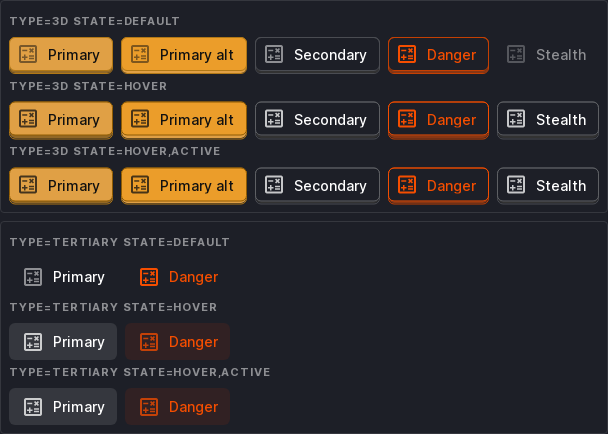 TYPE=3D STATE=DEFAULT
Primary Primary alt Secondary Danger Stealth
TYPE=3D STATE=HOVER
Primary Primary alt Secondary Danger Stealth
TYPE=3D STATE=HOVER,ACTIVE
Primary Primary alt Secondary Danger Stealth
TYPE=TERTIARY STATE=DEFAULT
Primary Danger
TYPE=TERTIARY STATE=HOVER
Primary Danger
TYPE=TERTIARY STATE=HOVER,ACTIVE
Primary Danger